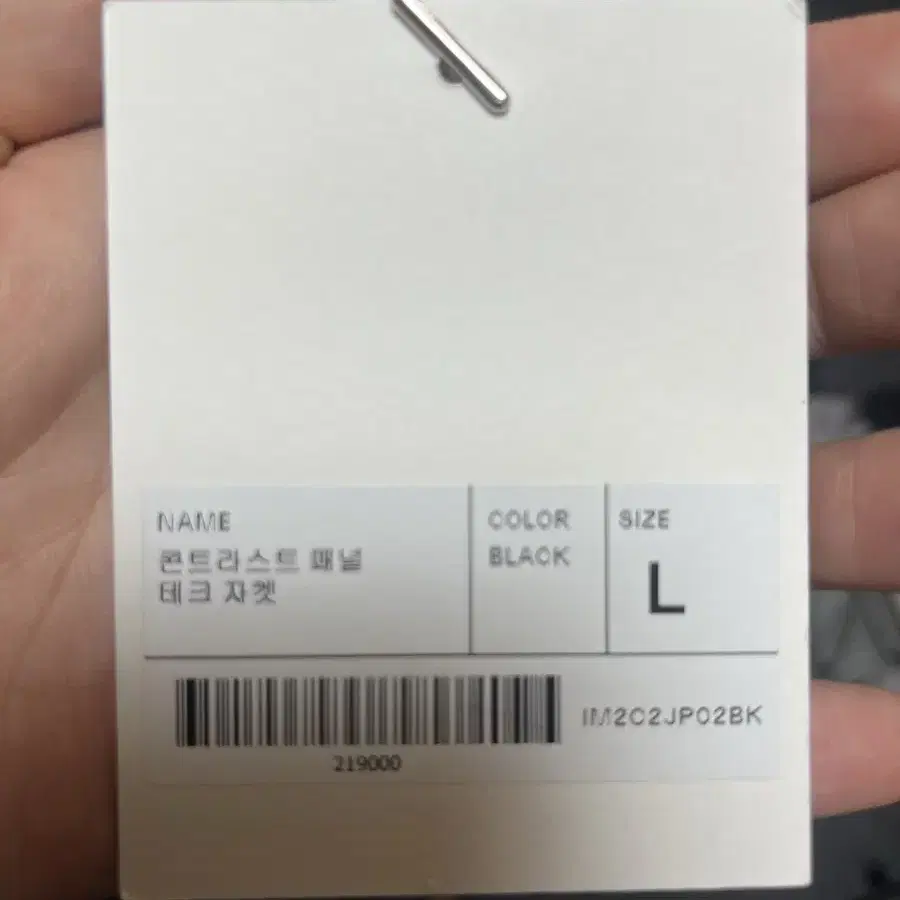 NAME
콘트라스트 패널
테크 자켓
COLOR
BLACK
SIZE
L
IM2C2JP02BK
219000